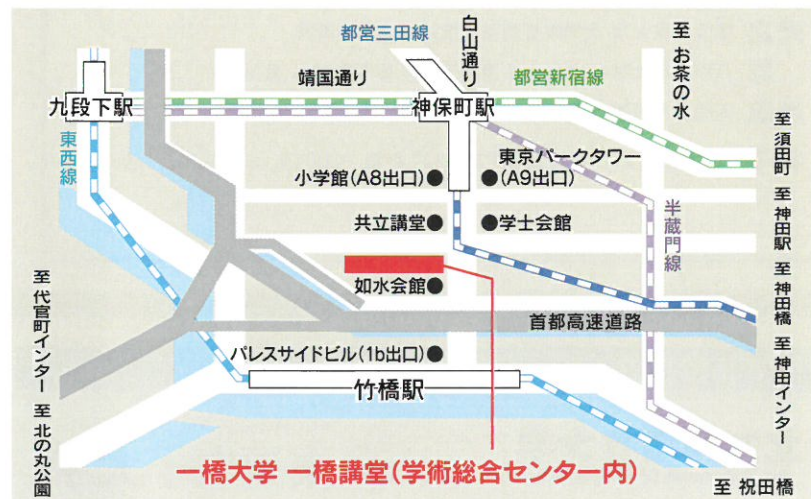 都営三田線
白山通り
至 お茶の水
靖国通り
都営新宿線
九段下駅
神保町駅
東西線
東京パークタワー
(A9出口)
小学館(A8出口)
至 須田町
共立講堂
学士会館
半蔵門線
至 神田駅
至 神田橋
如水会館
至 代官町インター
首都高速道路
パレスサイドビル(1b出口)
至 神田インター
竹橋駅
至 北の丸公園
一橋大学 一橋講堂(学術総合センター内)
至 祝田橋